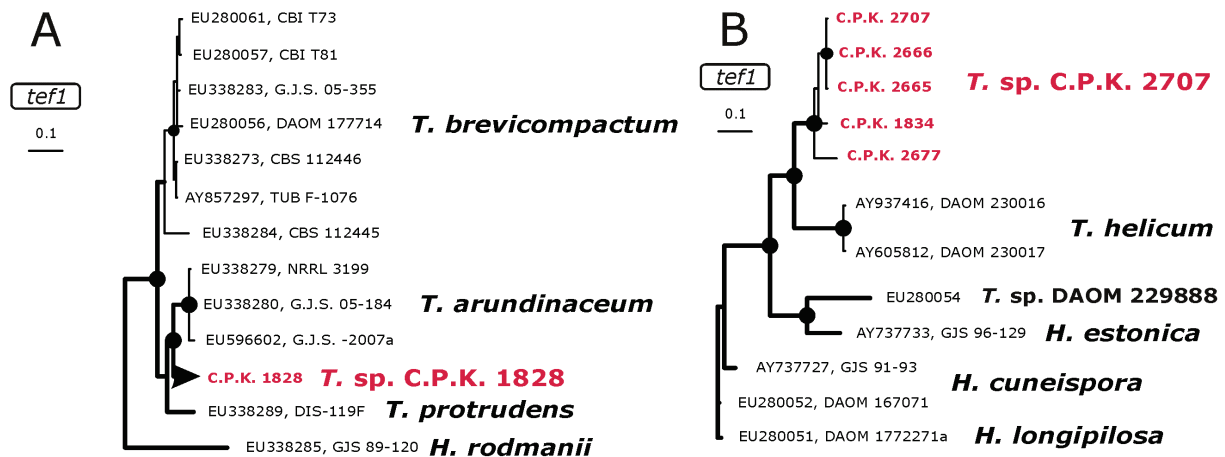 A
tef1
0.1
EU280061, CBI T73
EU280057, CBI T81
EU338283, G.J.S. 05-355
EU280056, DAOM 177714
T. brevicompactum
EU338273, CBS 112446
AY857297, TUB F-1076
EU338284, CBS 112445
EU338279, NRRL 3199
EU338280, G.J.S. 05-184
T. arundinaceum
EU596602, G.J.S. -2007a
C.P.K. 1828
T. sp. C.P.K. 1828
EU338289, DIS-119F
T. protrudens
EU338285, GJS 89-120
H. rodmanii
B
tef1
0.1
C.P.K. 2707
C.P.K. 2666
C.P.K. 2665
T. sp. C.P.K. 2707
C.P.K. 1834
C.P.K. 2677
AY937416, DAOM 230016
T. helicum
AY605812, DAOM 230017
EU280054
T. sp. DAOM 229888
AY737733, GJS 96-129
H. estonica
AY737727, GJS 91-93
H. cuneispora
EU280052, DAOM 167071
EU280051, DAOM 1772271a
H. longipilosa